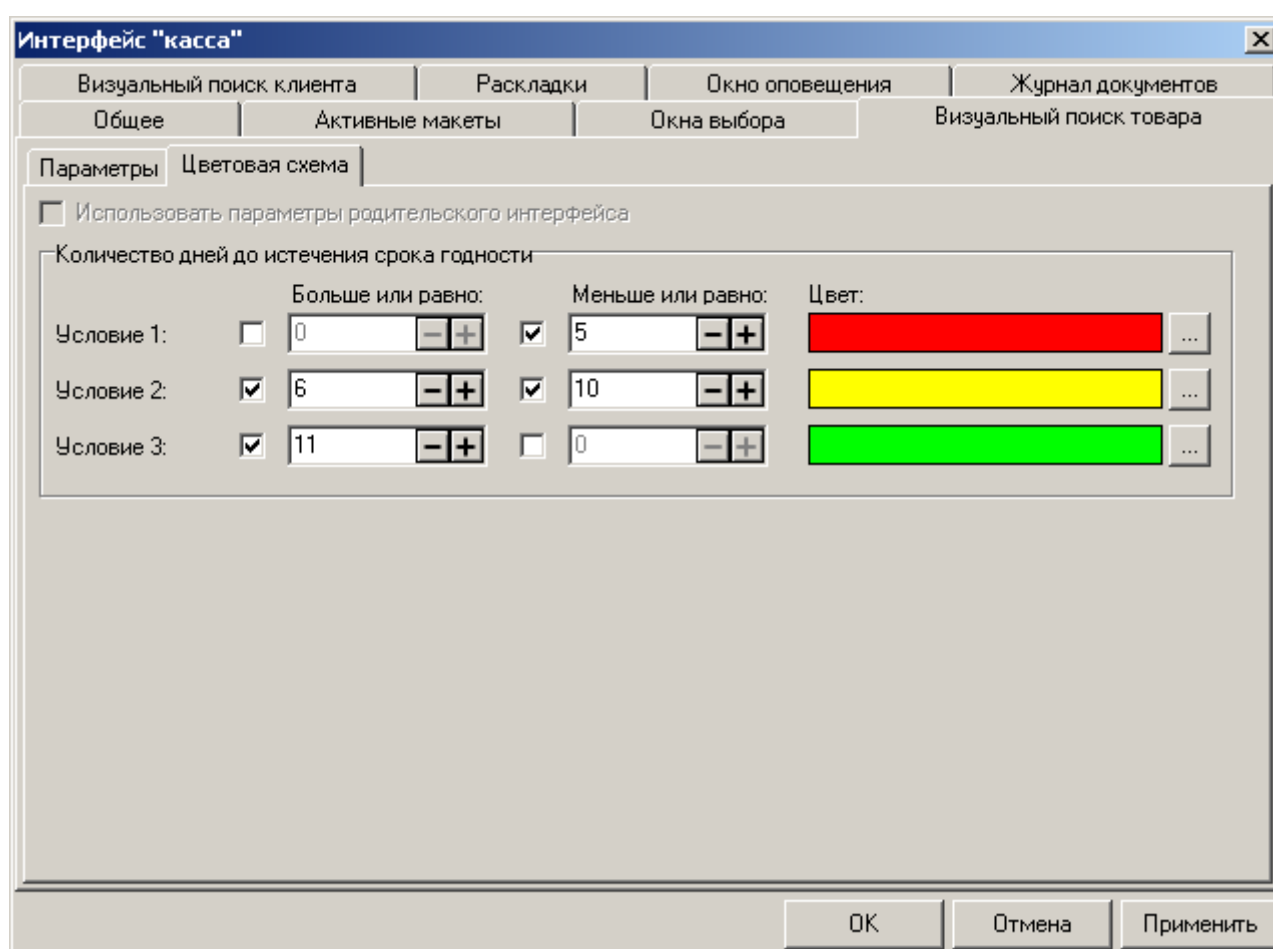 Интерфейс "касса"
Визуальный поиск клиента Раскладки Окно оповещения Журнал документов
Общее Активные макеты Окна выбора Визуальный поиск товара
Параметры Цветовая схема
Использовать параметры родительского интерфейса
Количество дней до истечения срока годности
Больше или равно: Меньше или равно: Цвет:
Условие 1: 0 5 ...
Условие 2: 6 10 ...
Условие 3: 11 0 ...
OK Отмена Применить